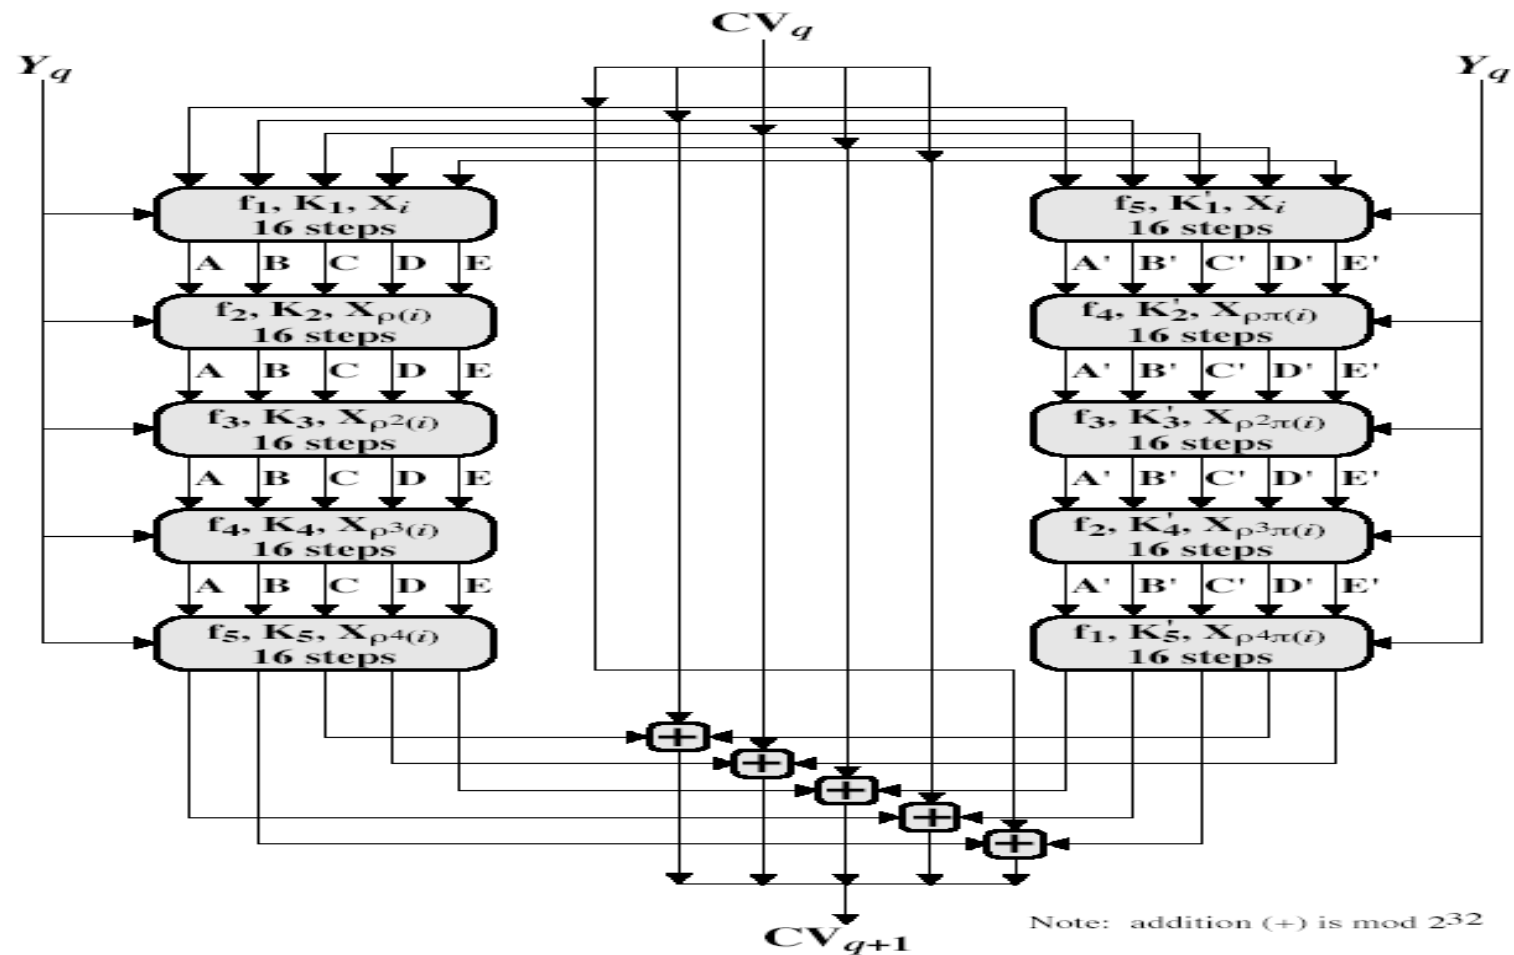 CVq
Yq Yq
f1, K1, Xi
16 steps
f5, K'1, Xi
16 steps
A B C D E
A' B' C' D' E'
f2, K2, Xρ(i)
16 steps
f4, K'2, Xρπ(i)
16 steps
A B C D E
A' B' C' D' E'
f3, K3, Xρ²(i)
16 steps
f3, K'3, Xρ²π(i)
16 steps
A B C D E
A' B' C' D' E'
f4, K4, Xρ³(i)
16 steps
f2, K'4, Xρ³π(i)
16 steps
A B C D E
A' B' C' D' E'
f5, K5, Xρ⁴(i)
16 steps
f1, K'5, Xρ⁴π(i)
16 steps
+
+
+
+
+
CVq+1
Note: addition (+) is mod 2³²